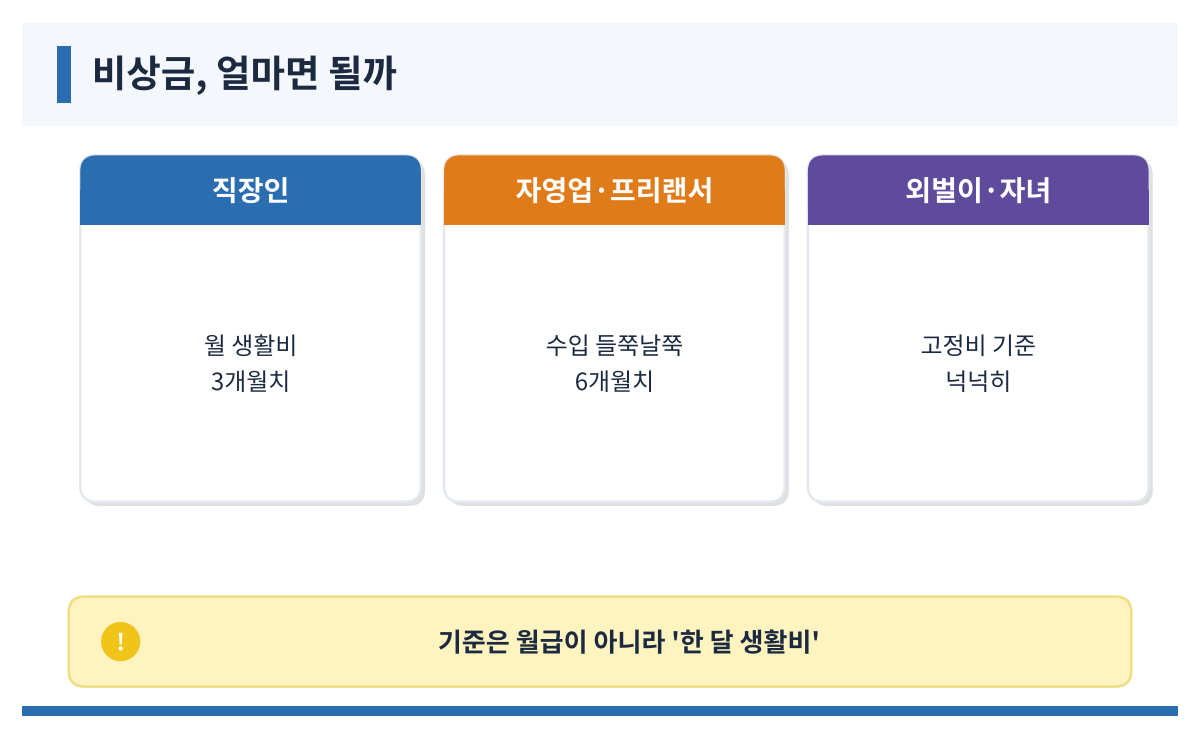 비상금, 얼마면 될까
직장인
월 생활비
3개월치
자영업·프리랜서
수입 들쭉날쭉
6개월치
외벌이·자녀
고정비 기준
넉넉히
!
기준은 월급이 아니라 '한 달 생활비'